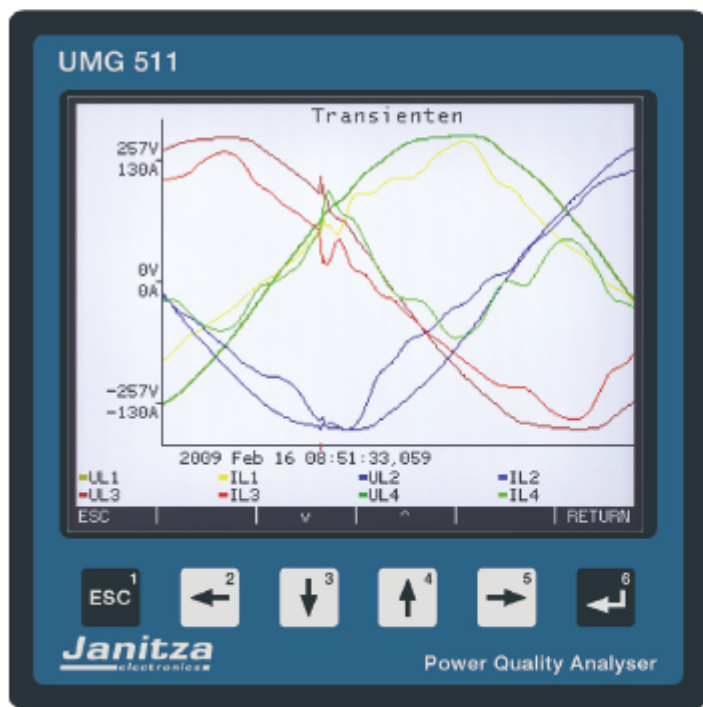 UMG 511
Transienten
257V
130A
0V
0A
-257V
-130A
2009 Feb 16 08:51:33,059
UL1 IL1 UL2 IL2
UL3 IL3 UL4 IL4
ESC v ^ RETURN
1 2 3 4 5 6
ESC
Janitza
electronics
Power Quality Analyser